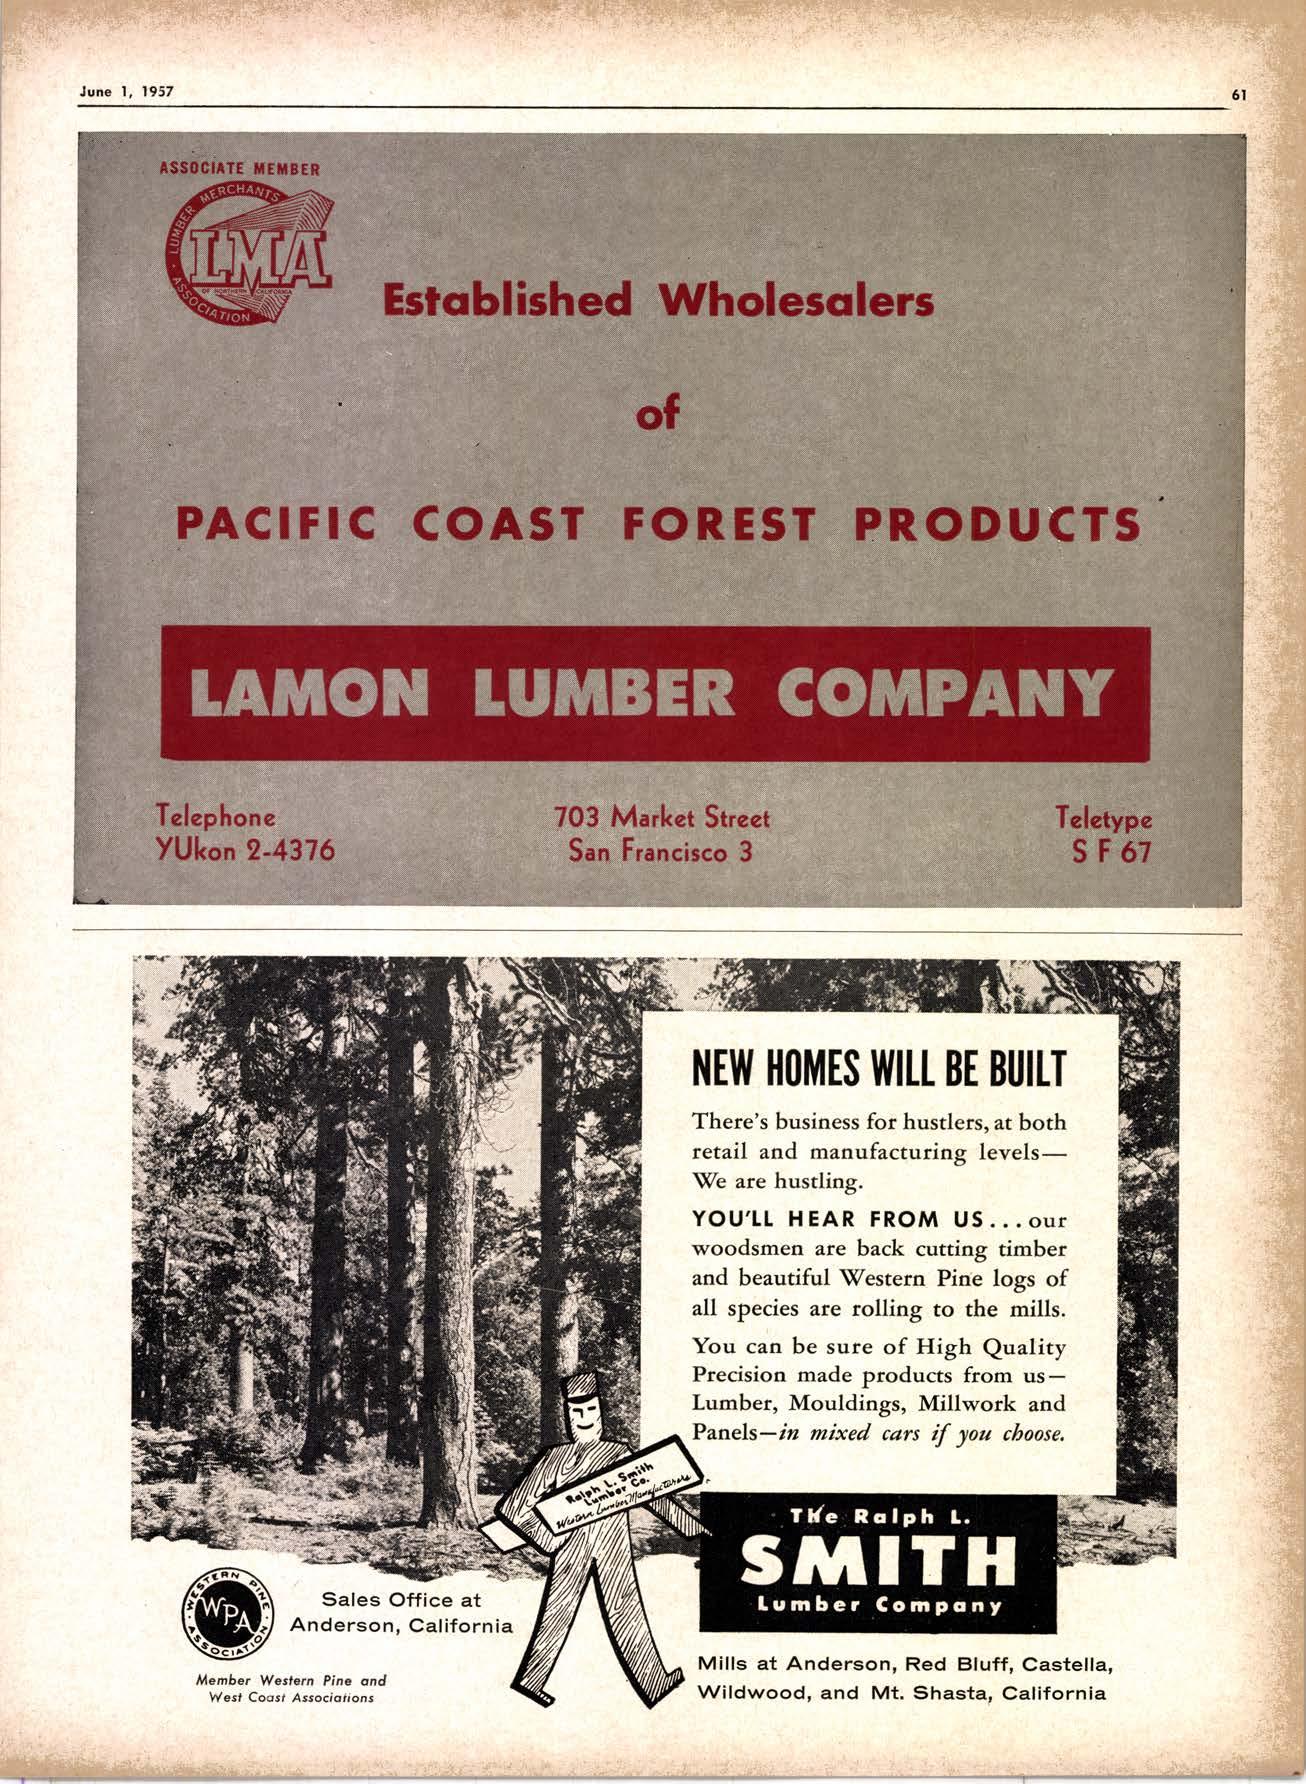 June 1, 1957
61
ASSOCIATE MEMBER
LUMBER MERCHANTS
LMA
OF NORTHERN CALIFORNIA
ASSOCIATION
Established Wholesalers
of
PACIFIC COAST FOREST PRODUCTS
LAMON LUMBER COMPANY
Telephone
YUkon 2-4376
703 Market Street
San Francisco 3
Teletype
S F 67
NEW HOMES WILL BE BUILT
There's business for hustlers, at both
retail and manufacturing levels—
We are hustling.
YOU'LL HEAR FROM US...our
woodsmen are back cutting timber
and beautiful Western Pine logs of
all species are rolling to the mills.
You can be sure of High Quality
Precision made products from us—
Lumber, Mouldings, Millwork and
Panels—in mixed cars if you choose.
Ralph L. Smith
Lumber Co.
Western Lumber Manufacturers
The Ralph L.
SMITH
Lumber Company
WESTERN PINE
WPA
ASSOCIATION
Sales Office at
Anderson, California
Member Western Pine and
West Coast Associations
Mills at Anderson, Red Bluff, Castella,
Wildwood, and Mt. Shasta, California